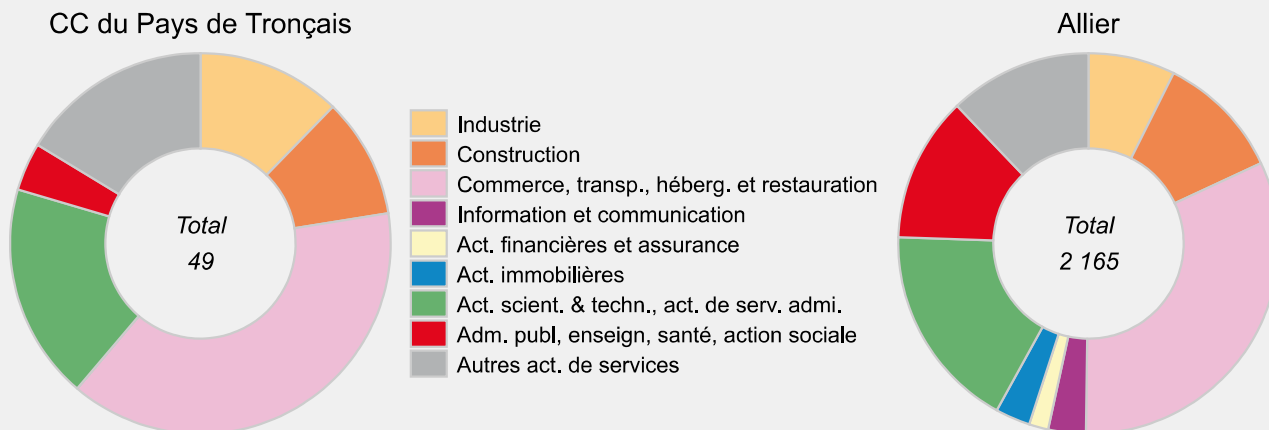 CC du Pays de Tronçais
Total
49
Industrie
Construction
Commerce, transp., héberg. et restauration
Information et communication
Act. financières et assurance
Act. immobilières
Act. scient. & techn., act. de serv. admi.
Adm. publ, enseign, santé, action sociale
Autres act. de services
Allier
Total
2 165